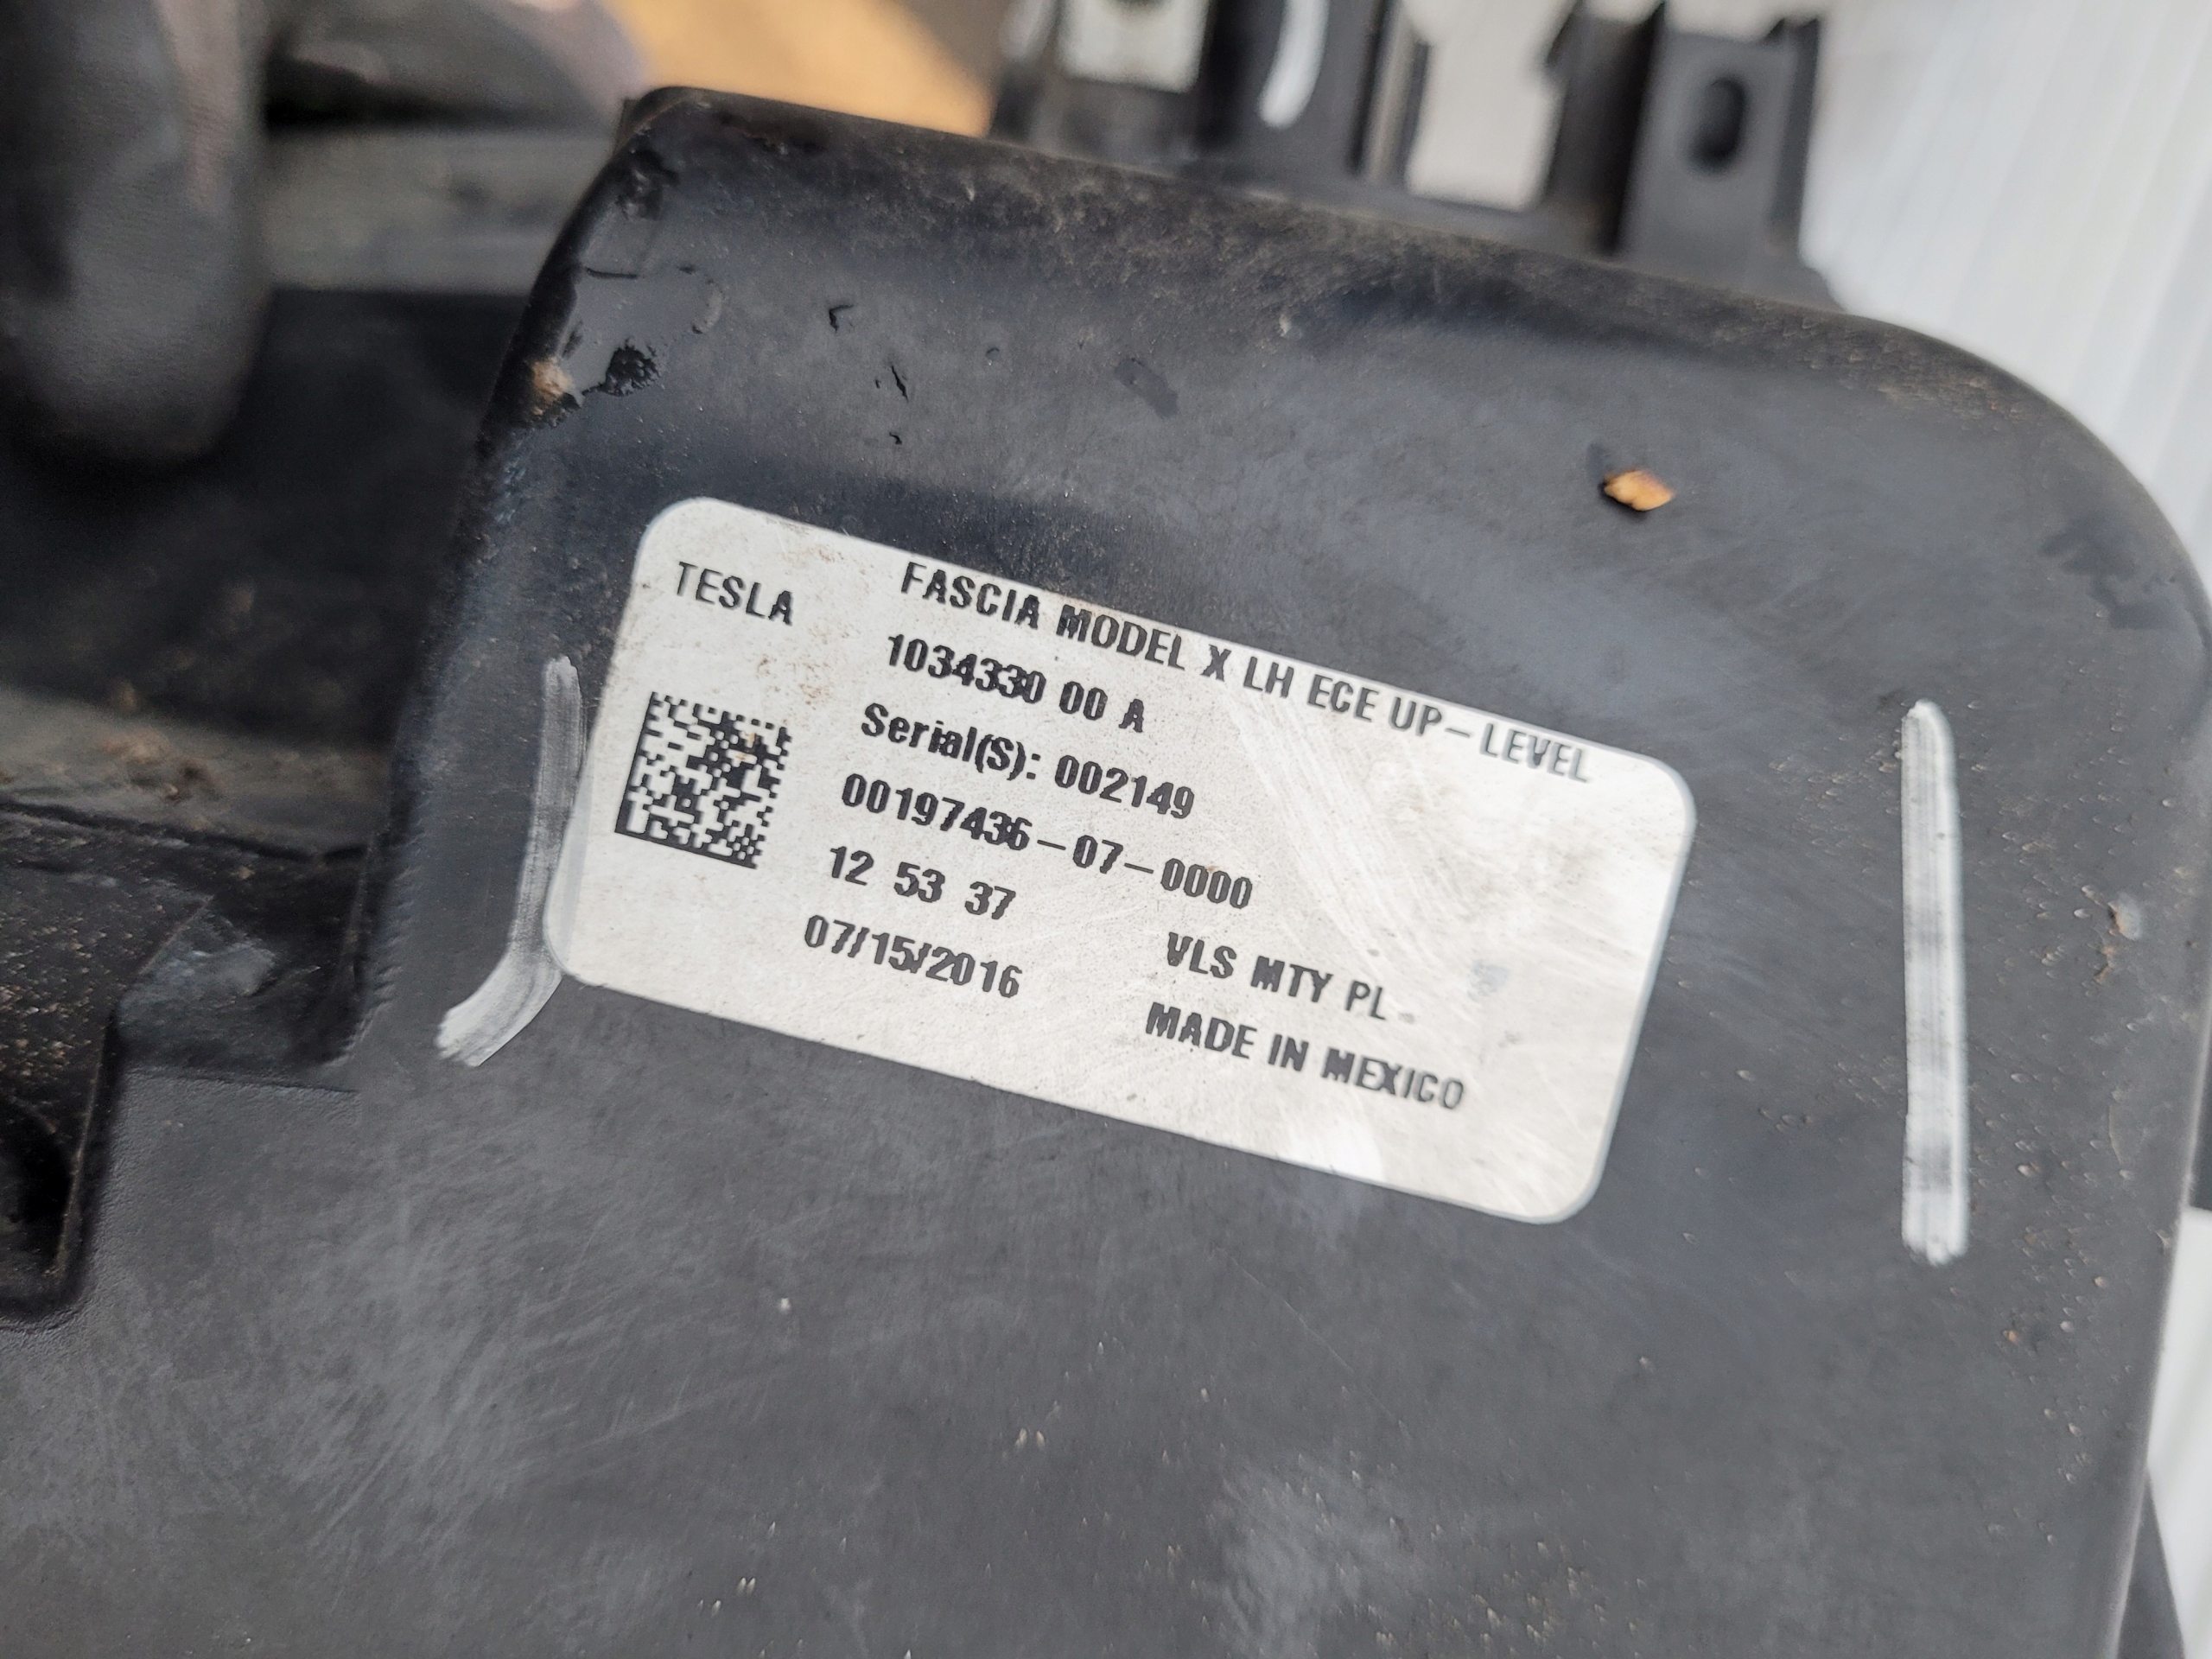 TESLA FASCIA MODEL X LH ECE UP-LEVEL
1034330 00 A
Serial(S): 002149
00197436-07-0000
12 53 37
07/15/2016 VLS MTY PL
MADE IN MEXICO